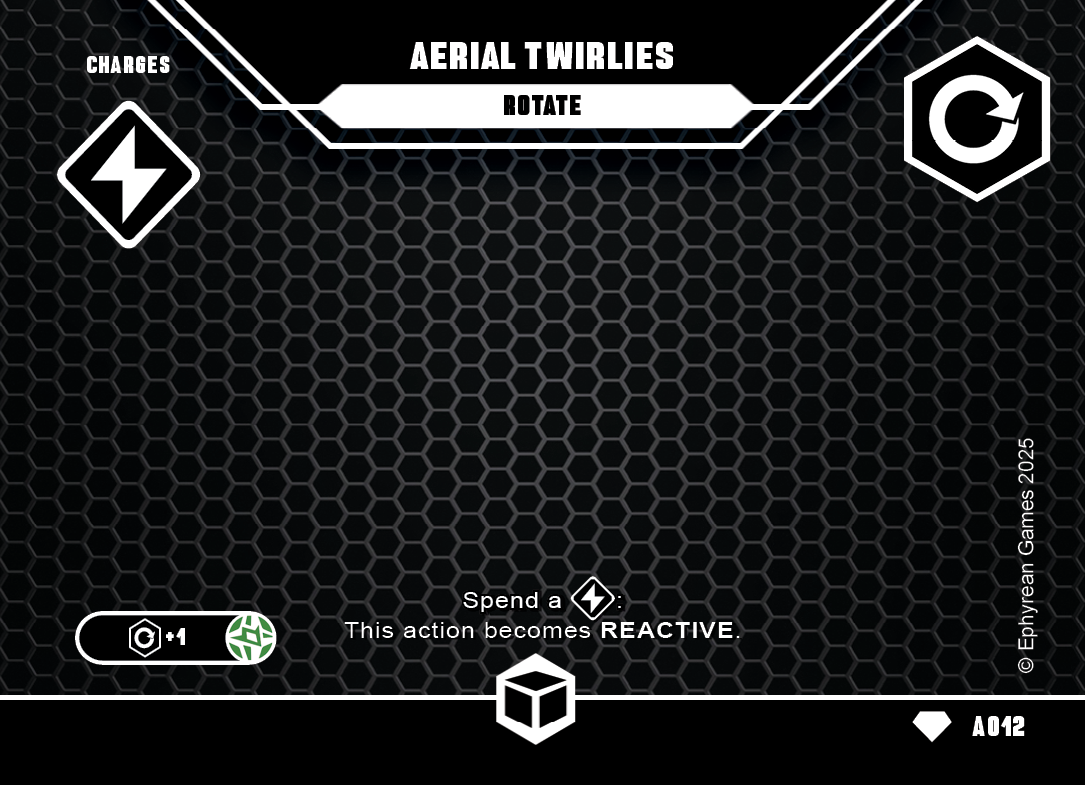 CHARGES
AERIAL TWIRLIES
ROTATE
Spend a :
This action becomes REACTIVE.
+1
© Ephyrean Games 2025
A012